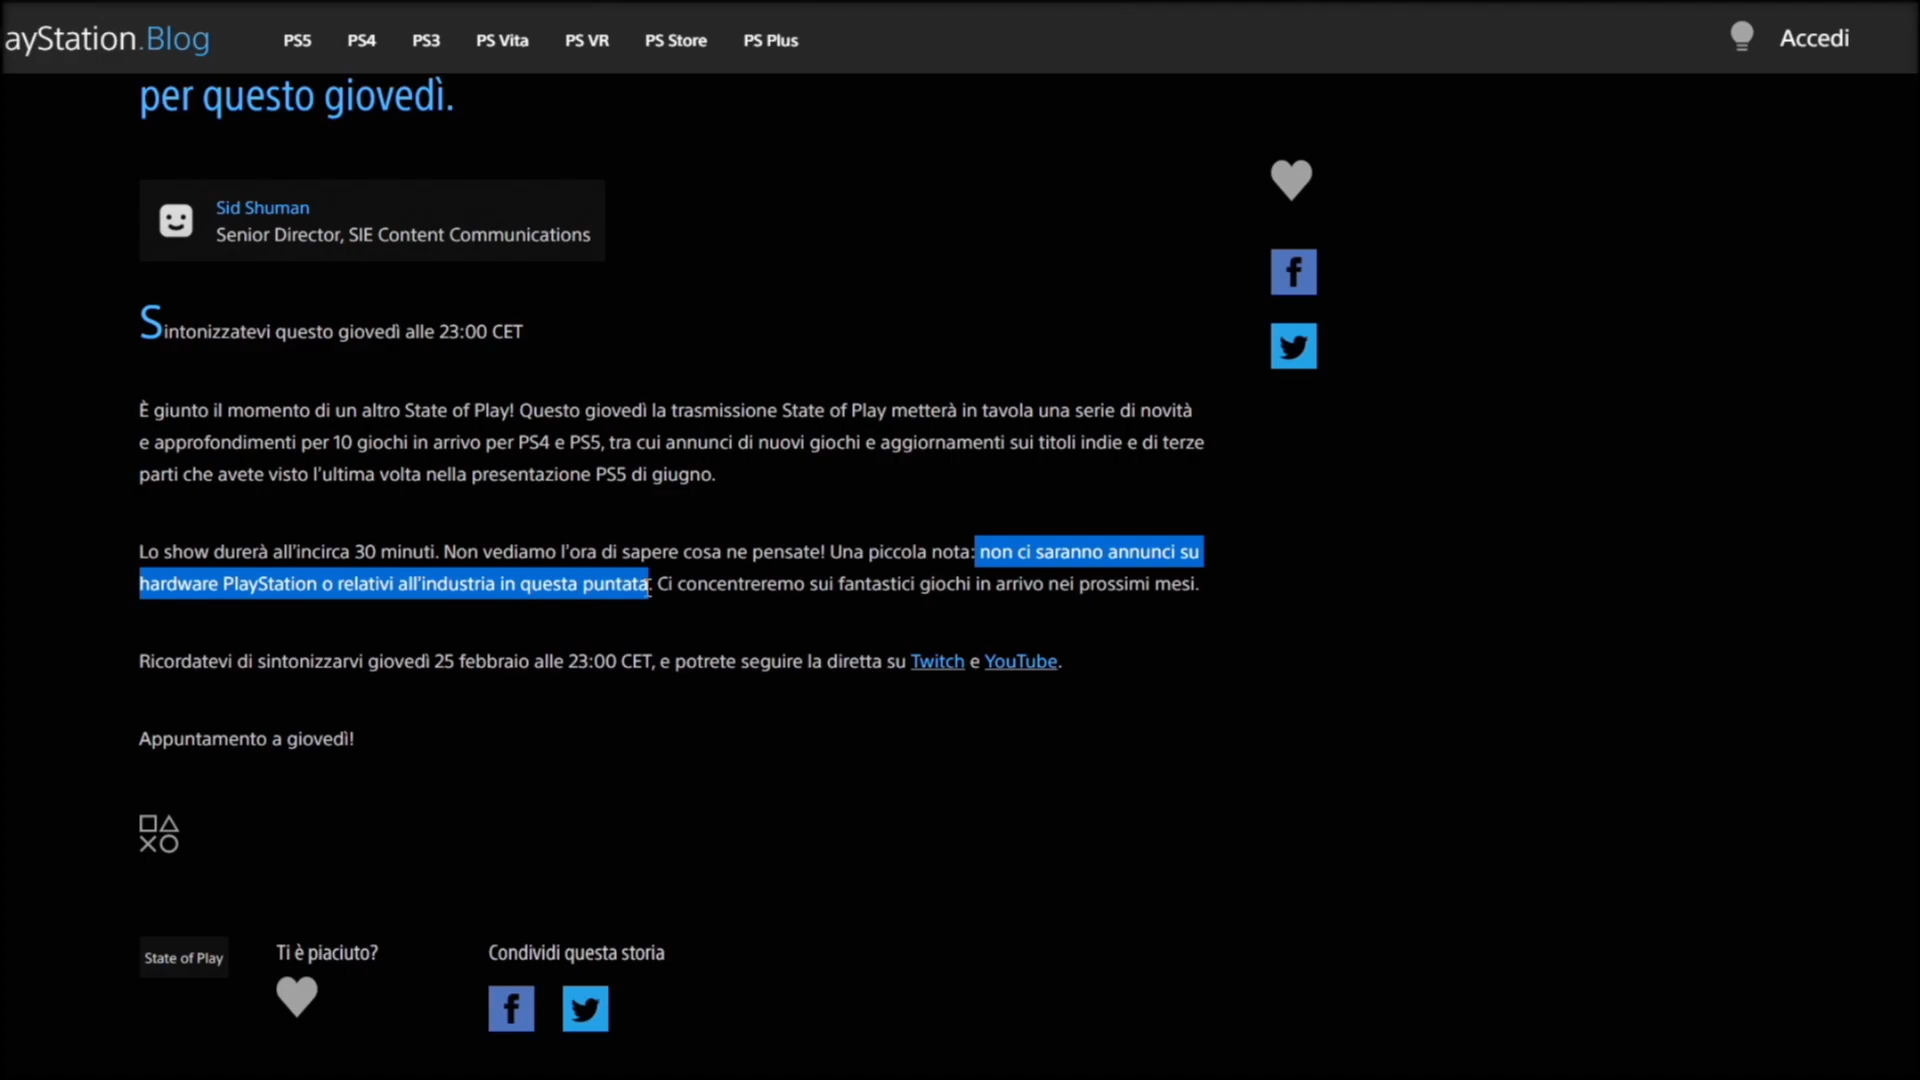 ayStation.Blog PS5 PS4 PS3 PS Vita PS VR PS Store PS Plus Accedi
per questo giovedì.
Sid Shuman
Senior Director, SIE Content Communications
Sintonizzatevi questo giovedì alle 23:00 CET
È giunto il momento di un altro State of Play! Questo giovedì la trasmissione State of Play metterà in tavola una serie di novità
e approfondimenti per 10 giochi in arrivo per PS4 e PS5, tra cui annunci di nuovi giochi e aggiornamenti sui titoli indie e di terze
parti che avete visto l'ultima volta nella presentazione PS5 di giugno.
Lo show durerà all'incirca 30 minuti. Non vediamo l'ora di sapere cosa ne pensate! Una piccola nota: non ci saranno annunci su
hardware PlayStation o relativi all'industria in questa puntata. Ci concentreremo sui fantastici giochi in arrivo nei prossimi mesi.
Ricordatevi di sintonizzarvi giovedì 25 febbraio alle 23:00 CET, e potrete seguire la diretta su Twitch e YouTube.
Appuntamento a giovedì!
State of Play Ti è piaciuto? Condividi questa storia